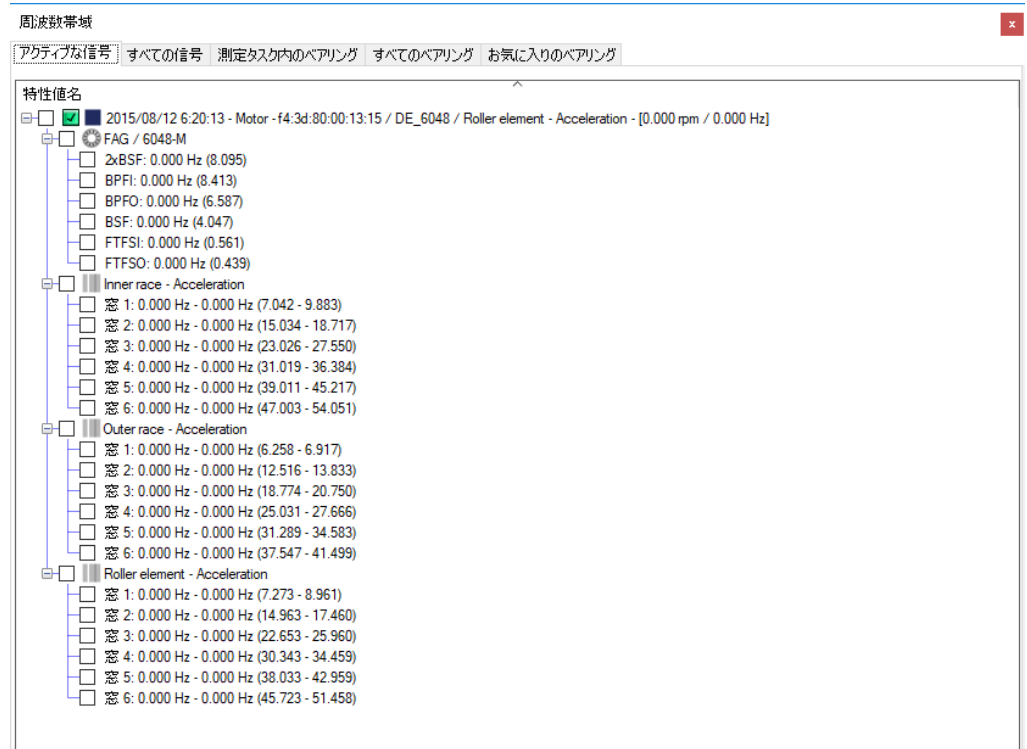 周波数帯域
x
アクティブな信号 すべての信号 測定タスク内のベアリング すべてのベアリング お気に入りのベアリング
特性値名
2015/08/12 6:20:13 - Motor - f4:3d:80:00:13:15 / DE_6048 / Roller element - Acceleration - [0.000 rpm / 0.000 Hz]
FAG / 6048-M
2xBSF: 0.000 Hz (8.095)
BPFI: 0.000 Hz (8.413)
BPFO: 0.000 Hz (6.587)
BSF: 0.000 Hz (4.047)
FTFSI: 0.000 Hz (0.561)
FTFSO: 0.000 Hz (0.439)
Inner race - Acceleration
窓 1: 0.000 Hz - 0.000 Hz (7.042 - 9.883)
窓 2: 0.000 Hz - 0.000 Hz (15.034 - 18.717)
窓 3: 0.000 Hz - 0.000 Hz (23.026 - 27.550)
窓 4: 0.000 Hz - 0.000 Hz (31.019 - 36.384)
窓 5: 0.000 Hz - 0.000 Hz (39.011 - 45.217)
窓 6: 0.000 Hz - 0.000 Hz (47.003 - 54.051)
Outer race - Acceleration
窓 1: 0.000 Hz - 0.000 Hz (6.258 - 6.917)
窓 2: 0.000 Hz - 0.000 Hz (12.516 - 13.833)
窓 3: 0.000 Hz - 0.000 Hz (18.774 - 20.750)
窓 4: 0.000 Hz - 0.000 Hz (25.031 - 27.666)
窓 5: 0.000 Hz - 0.000 Hz (31.289 - 34.583)
窓 6: 0.000 Hz - 0.000 Hz (37.547 - 41.499)
Roller element - Acceleration
窓 1: 0.000 Hz - 0.000 Hz (7.273 - 8.961)
窓 2: 0.000 Hz - 0.000 Hz (14.963 - 17.460)
窓 3: 0.000 Hz - 0.000 Hz (22.653 - 25.960)
窓 4: 0.000 Hz - 0.000 Hz (30.343 - 34.459)
窓 5: 0.000 Hz - 0.000 Hz (38.033 - 42.959)
窓 6: 0.000 Hz - 0.000 Hz (45.723 - 51.458)